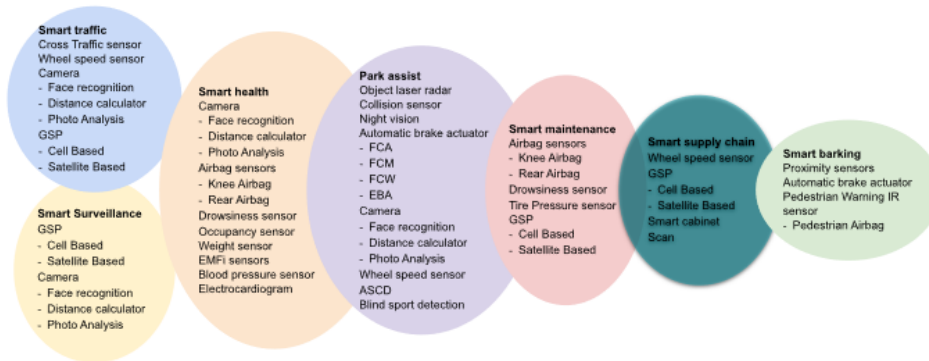 Smart traffic
Cross Traffic sensor
Wheel speed sensor
Camera
- Face recognition
- Distance calculator
- Photo Analysis
GSP
- Cell Based
- Satellite Based
Smart Surveillance
GSP
- Cell Based
- Satellite Based
Camera
- Face recognition
- Distance calculator
- Photo Analysis
Smart health
Camera
- Face recognition
- Distance calculator
- Photo Analysis
Airbag sensors
- Knee Airbag
- Rear Airbag
Drowsiness sensor
Occupancy sensor
Weight sensor
EMFi sensors
Blood pressure sensor
Electrocardiogram
Park assist
Object laser radar
Collision sensor
Night vision
Automatic brake actuator
- FCA
- FCM
- FCW
- EBA
Camera
- Face recognition
- Distance calculator
- Photo Analysis
Wheel speed sensor
ASCD
Blind sport detection
Smart maintenance
Airbag sensors
- Knee Airbag
- Rear Airbag
Drowsiness sensor
Tire Pressure sensor
GSP
- Cell Based
- Satellite Based
Smart supply chain
Wheel speed sensor
GSP
- Cell Based
- Satellite Based
Smart cabinet
Scan
Smart barking
Proximity sensors
Automatic brake actuator
Pedestrian Warning IR
sensor
- Pedestrian Airbag